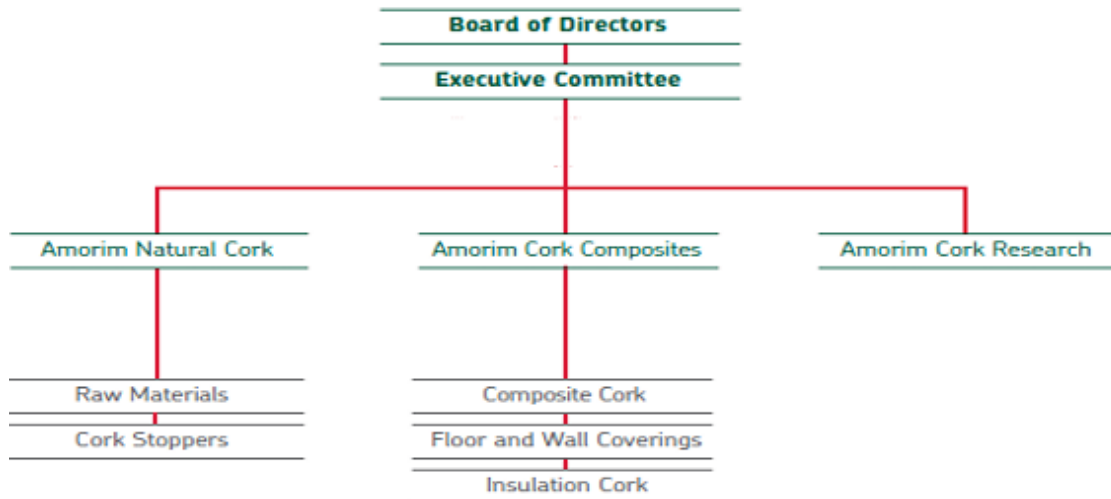 Board of Directors
Executive Committee
Amorim Natural Cork
Amorim Cork Composites
Amorim Cork Research
Raw Materials
Composite Cork
Cork Stoppers
Floor and Wall Coverings
Insulation Cork